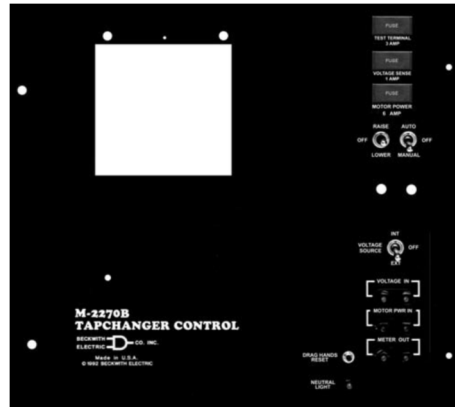 FUSE
TEST TERMINAL
3 AMP
FUSE
VOLTAGE SENSE
1 AMP
FUSE
MOTOR POWER
6 AMP
RAISE
AUTO
OFF
OFF
LOWER
MANUAL
INT
VOLTAGE
SOURCE
OFF
EXT
VOLTAGE IN
MOTOR PWR IN
METER OUT
M-2270B
TAPCHANGER CONTROL
BECKWITH
ELECTRIC
CO. INC.
Made in U.S.A.
© 1992 BECKWITH ELECTRIC
DRAG HANDS
RESET
NEUTRAL
LIGHT